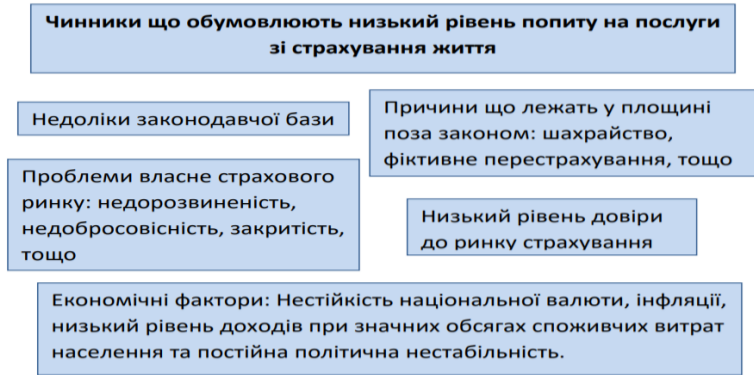 Чинники що обумовлюють низький рівень попиту на послуги
зі страхування життя
Недоліки законодавчої бази
Причини що лежать у площині
поза законом: шахрайство,
фіктивне перестрахування, тощо
Проблеми власне страхового
ринку: недорозвиненість,
недобросовісність, закритість,
тощо
Низький рівень довіри
до ринку страхування
Економічні фактори: Нестійкість національної валюти, інфляції,
низький рівень доходів при значних обсягах споживчих витрат
населення та постійна політична нестабільність.